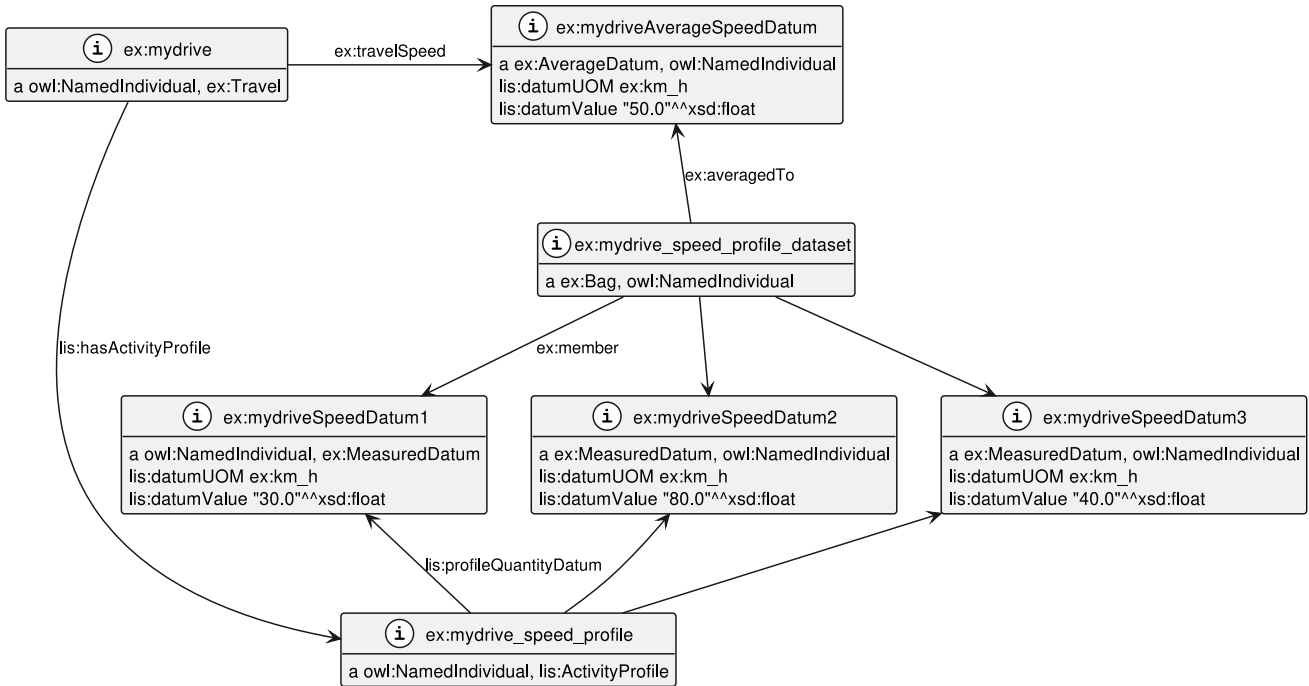 i ex:mydrive
a owl:NamedIndividual, ex:Travel
ex:travelSpeed
i ex:mydriveAverageSpeedDatum
a ex:AverageDatum, owl:NamedIndividual
lis:datumUOM ex:km_h
lis:datumValue "50.0"^^xsd:float
ex:averagedTo
i ex:mydrive_speed_profile_dataset
a ex:Bag, owl:NamedIndividual
lis:hasActivityProfile
ex:member
i ex:mydriveSpeedDatum1
a owl:NamedIndividual, ex:MeasuredDatum
lis:datumUOM ex:km_h
lis:datumValue "30.0"^^xsd:float
i ex:mydriveSpeedDatum2
a ex:MeasuredDatum, owl:NamedIndividual
lis:datumUOM ex:km_h
lis:datumValue "80.0"^^xsd:float
i ex:mydriveSpeedDatum3
a ex:MeasuredDatum, owl:NamedIndividual
lis:datumUOM ex:km_h
lis:datumValue "40.0"^^xsd:float
lis:profileQuantityDatum
i ex:mydrive_speed_profile
a owl:NamedIndividual, lis:ActivityProfile